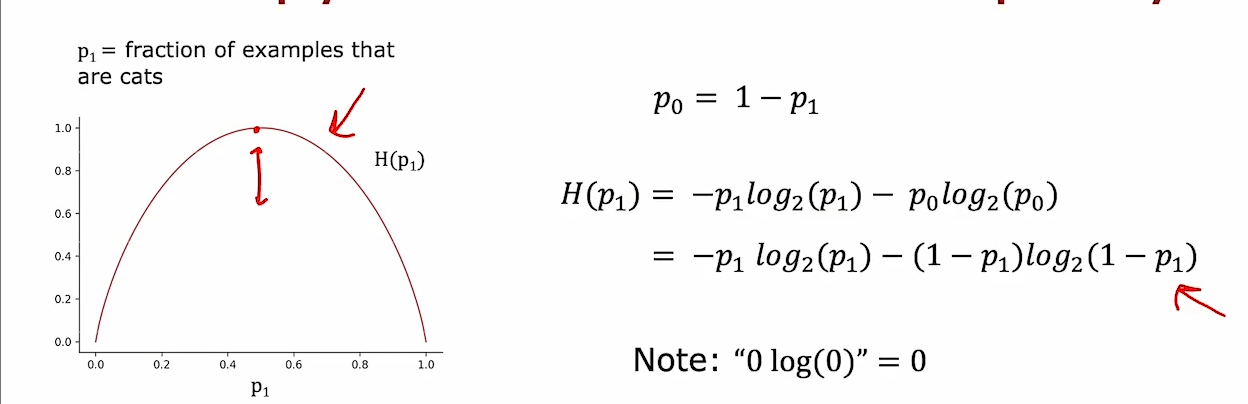 p₁ = fraction of examples that
are cats
1.0
0.8
0.6
0.4
0.2
0.0
H(p₁)
0.0 0.2 0.4 0.6 0.8 1.0
p₁
p₀ = 1 − p₁
H(p₁) = −p₁log₂(p₁) − p₀log₂(p₀)
= −p₁ log₂(p₁) − (1 − p₁)log₂(1 − p₁)
Note: “0 log(0)” = 0